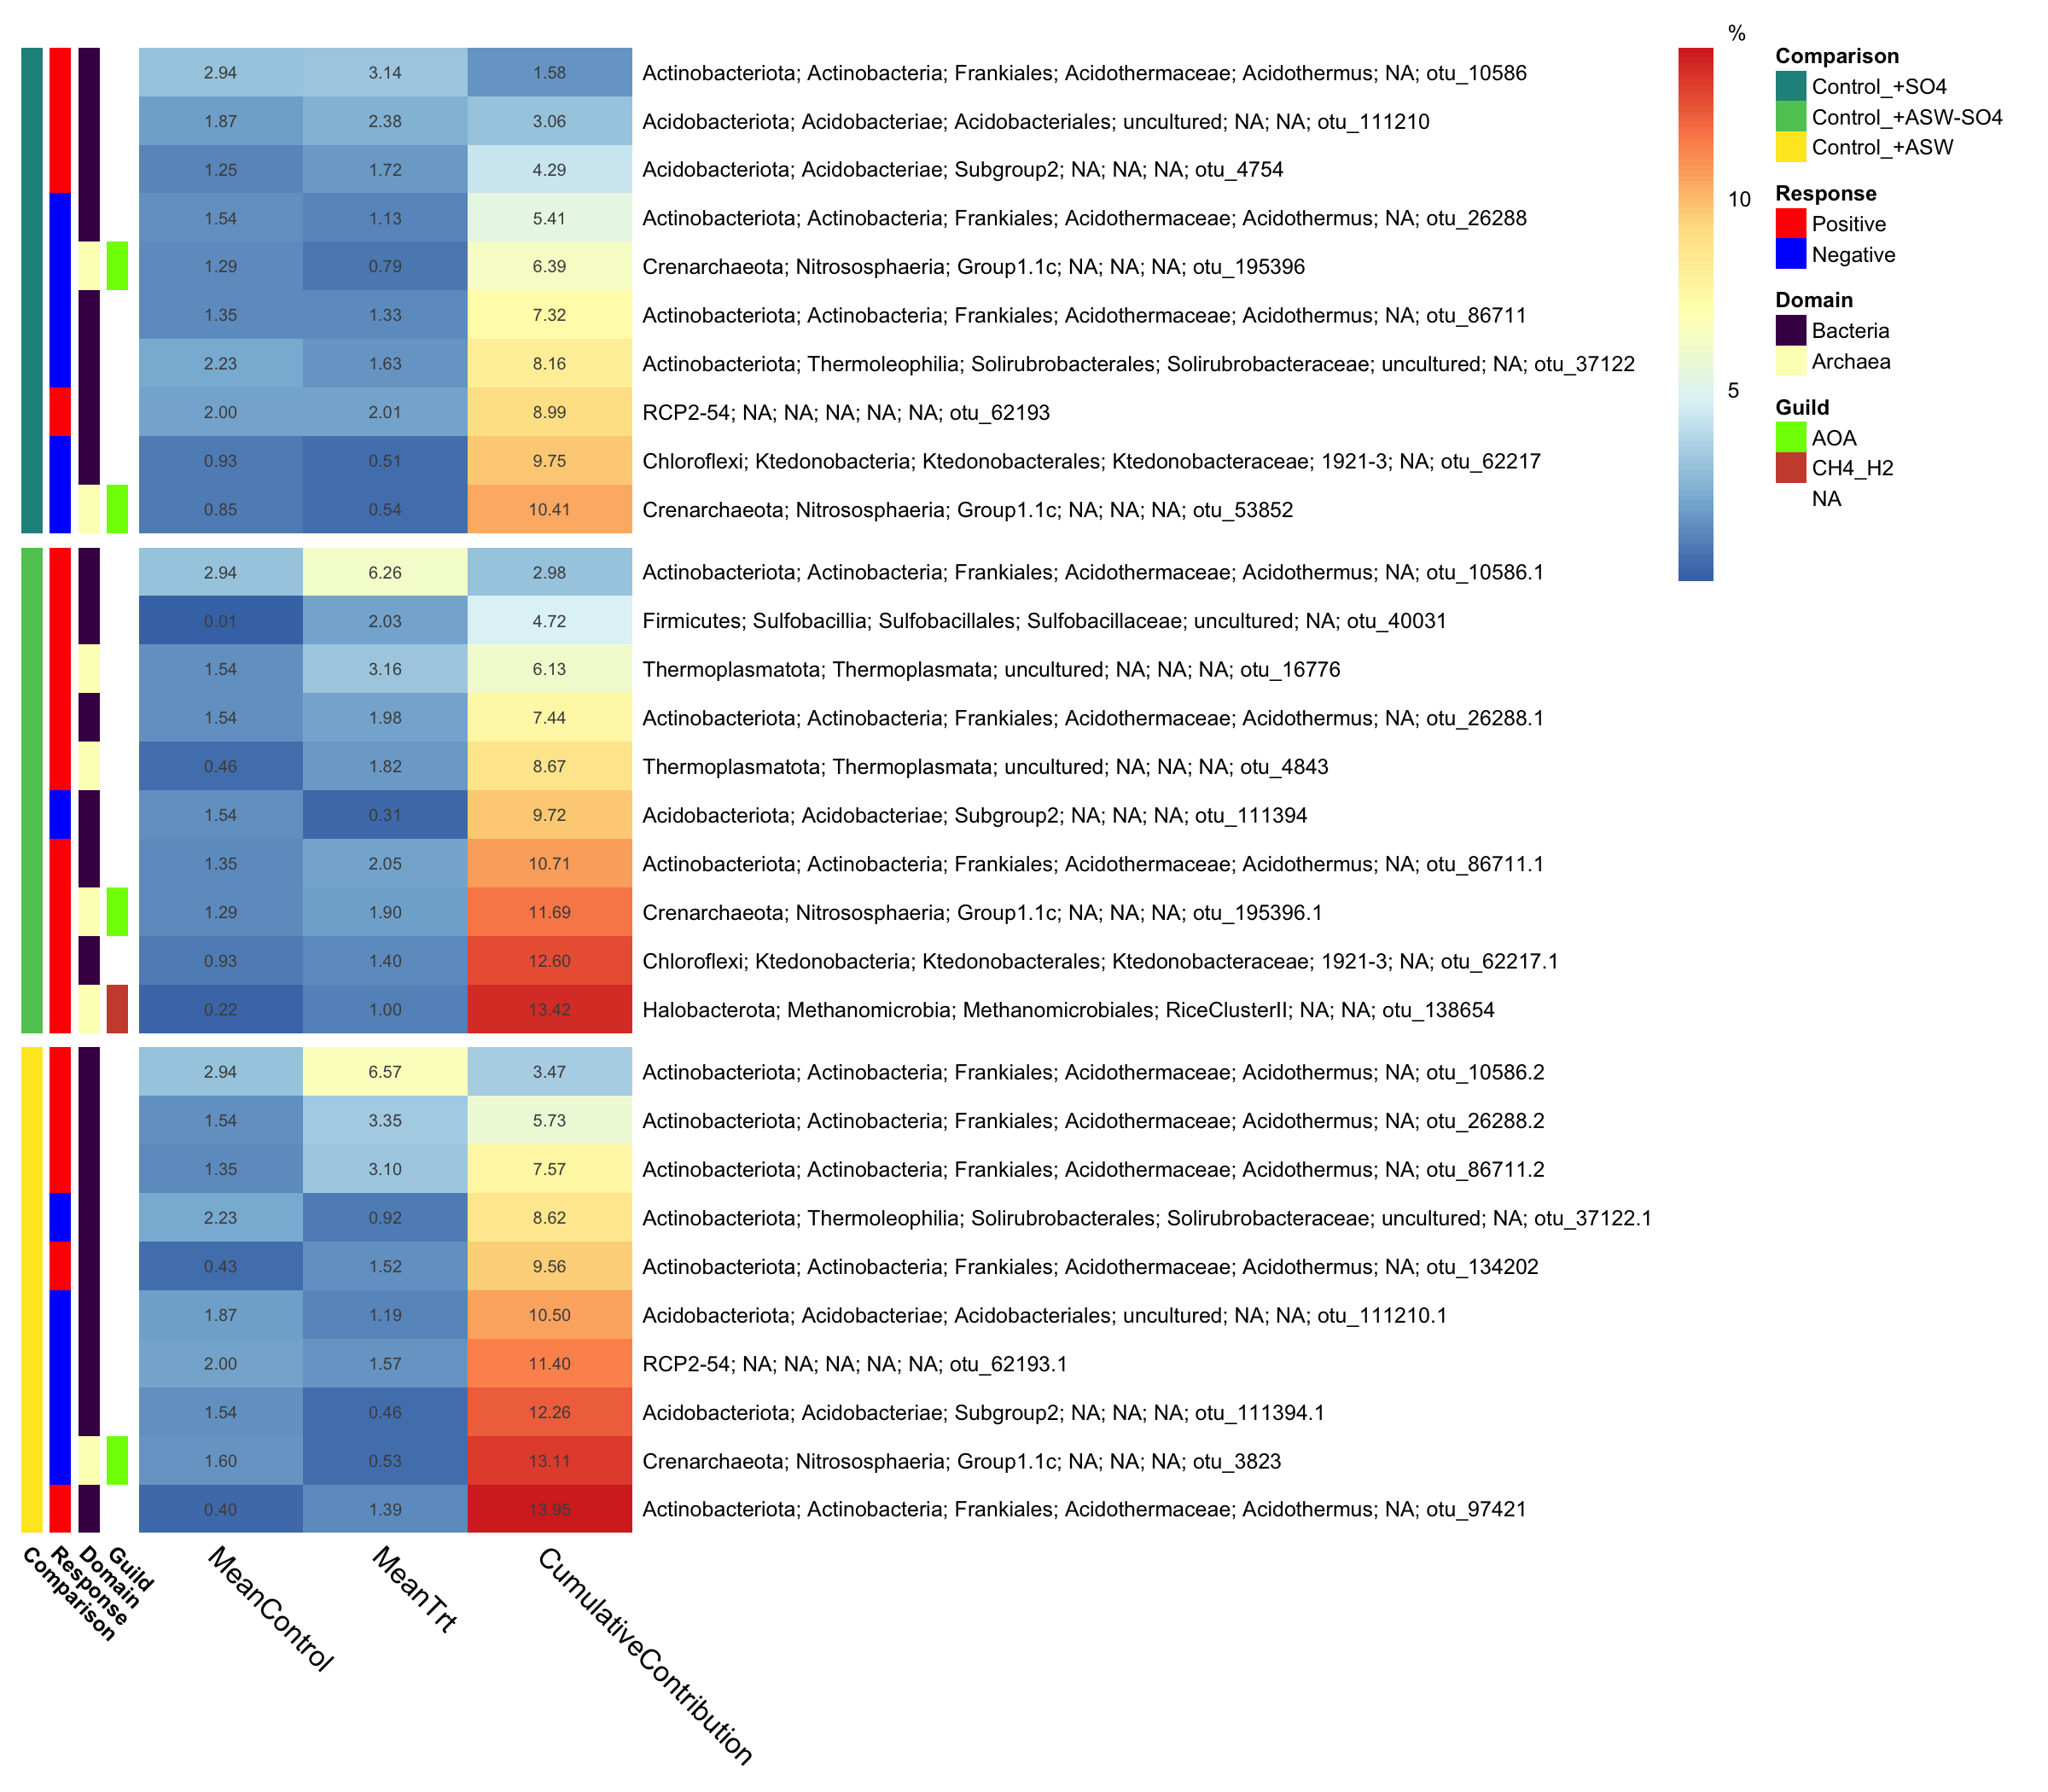 %
2.94 3.14 1.58 Actinobacteriota; Actinobacteria; Frankiales; Acidothermaceae; Acidothermus; NA; otu_10586
1.87 2.38 3.06 Acidobacteriota; Acidobacteriae; Acidobacteriales; uncultured; NA; NA; otu_111210
1.25 1.72 4.29 Acidobacteriota; Acidobacteriae; Subgroup2; NA; NA; NA; otu_4754
1.54 1.13 5.41 Actinobacteriota; Actinobacteria; Frankiales; Acidothermaceae; Acidothermus; NA; otu_26288
1.29 0.79 6.39 Crenarchaeota; Nitrososphaeria; Group1.1c; NA; NA; NA; otu_195396
1.35 1.33 7.32 Actinobacteriota; Actinobacteria; Frankiales; Acidothermaceae; Acidothermus; NA; otu_86711
2.23 1.63 8.16 Actinobacteriota; Thermoleophilia; Solirubrobacterales; Solirubrobacteraceae; uncultured; NA; otu_37122
2.00 2.01 8.99 RCP2-54; NA; NA; NA; NA; NA; otu_62193
0.93 0.51 9.75 Chloroflexi; Ktedonobacteria; Ktedonobacterales; Ktedonobacteraceae; 1921-3; NA; otu_62217
0.85 0.54 10.41 Crenarchaeota; Nitrososphaeria; Group1.1c; NA; NA; NA; otu_53852
2.94 6.26 2.98 Actinobacteriota; Actinobacteria; Frankiales; Acidothermaceae; Acidothermus; NA; otu_10586.1
0.01 2.03 4.72 Firmicutes; Sulfobacillia; Sulfobacillales; Sulfobacillaceae; uncultured; NA; otu_40031
1.54 3.16 6.13 Thermoplasmatota; Thermoplasmata; uncultured; NA; NA; NA; otu_16776
1.54 1.98 7.44 Actinobacteriota; Actinobacteria; Frankiales; Acidothermaceae; Acidothermus; NA; otu_26288.1
0.46 1.82 8.67 Thermoplasmatota; Thermoplasmata; uncultured; NA; NA; NA; otu_4843
1.54 0.31 9.72 Acidobacteriota; Acidobacteriae; Subgroup2; NA; NA; NA; otu_111394
1.35 2.05 10.71 Actinobacteriota; Actinobacteria; Frankiales; Acidothermaceae; Acidothermus; NA; otu_86711.1
1.29 1.90 11.69 Crenarchaeota; Nitrososphaeria; Group1.1c; NA; NA; NA; otu_195396.1
0.93 1.40 12.60 Chloroflexi; Ktedonobacteria; Ktedonobacterales; Ktedonobacteraceae; 1921-3; NA; otu_62217.1
0.22 1.00 13.42 Halobacterota; Methanomicrobia; Methanomicrobiales; RiceClusterII; NA; NA; otu_138654
2.94 6.57 3.47 Actinobacteriota; Actinobacteria; Frankiales; Acidothermaceae; Acidothermus; NA; otu_10586.2
1.54 3.35 5.73 Actinobacteriota; Actinobacteria; Frankiales; Acidothermaceae; Acidothermus; NA; otu_26288.2
1.35 3.10 7.57 Actinobacteriota; Actinobacteria; Frankiales; Acidothermaceae; Acidothermus; NA; otu_86711.2
2.23 0.92 8.62 Actinobacteriota; Thermoleophilia; Solirubrobacterales; Solirubrobacteraceae; uncultured; NA; otu_37122.1
0.43 1.52 9.56 Actinobacteriota; Actinobacteria; Frankiales; Acidothermaceae; Acidothermus; NA; otu_134202
1.87 1.19 10.50 Acidobacteriota; Acidobacteriae; Acidobacteriales; uncultured; NA; NA; otu_111210.1
2.00 1.57 11.40 RCP2-54; NA; NA; NA; NA; NA; otu_62193.1
1.54 0.46 12.26 Acidobacteriota; Acidobacteriae; Subgroup2; NA; NA; NA; otu_111394.1
1.60 0.53 13.11 Crenarchaeota; Nitrososphaeria; Group1.1c; NA; NA; NA; otu_3823
0.40 1.39 13.95 Actinobacteriota; Actinobacteria; Frankiales; Acidothermaceae; Acidothermus; NA; otu_97421
Comparison
Response
Domain
Guild
MeanControl
MeanTrt
CumulativeContribution
10
5
Comparison
Control_+SO4
Control_+ASW-SO4
Control_+ASW
Response
Positive
Negative
Domain
Bacteria
Archaea
Guild
AOA
CH4_H2
NA